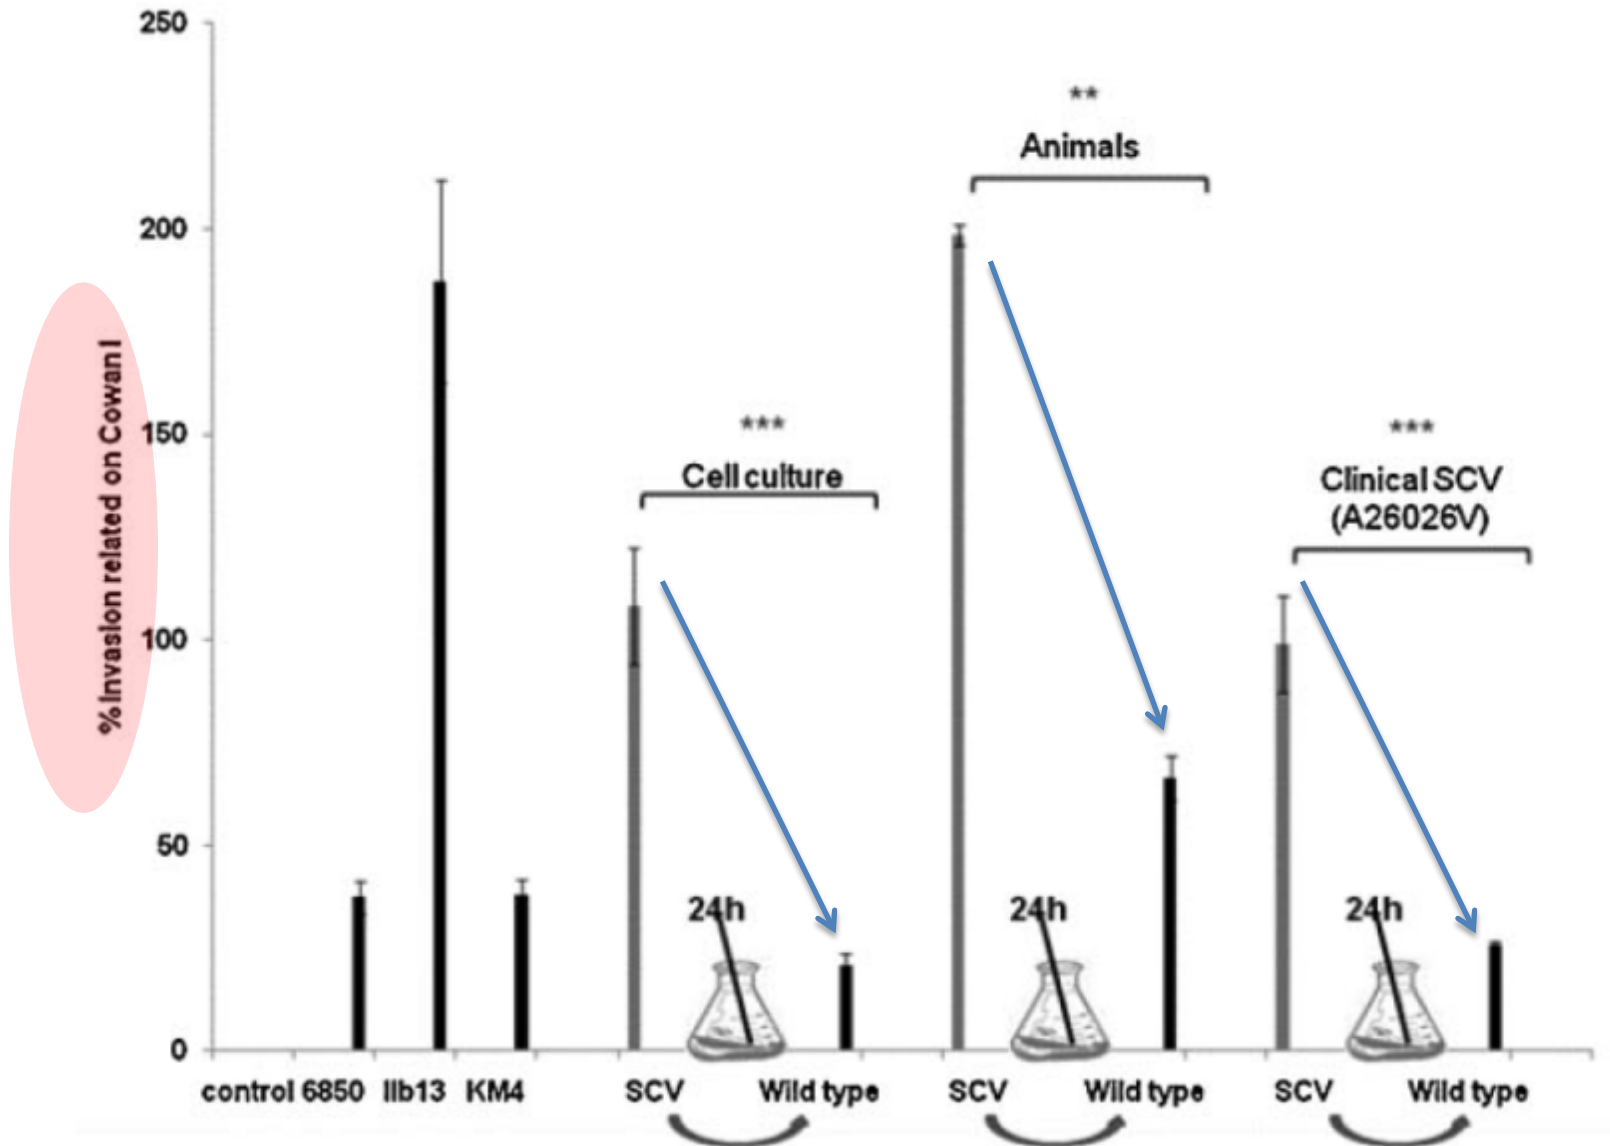 250
200
150
100
50
0
%Invasion related on Cowan I
**
Animals
***
Cell culture
***
Clinical SCV
(A26026V)
24h
24h
24h
control 6850 IIb13 KM4 SCV Wild type SCV Wild type SCV Wild type